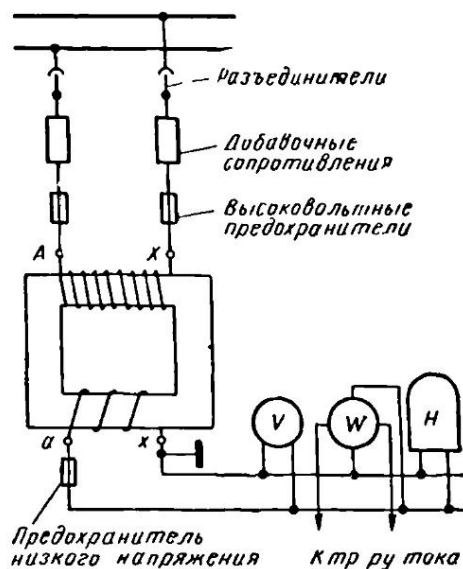 Разъединители
Добавочные
сопротивления
Высоковольтные
предохранители
А
X
а
x
V
W
Н
Предохранитель
низкого напряжения
К тр ру тока